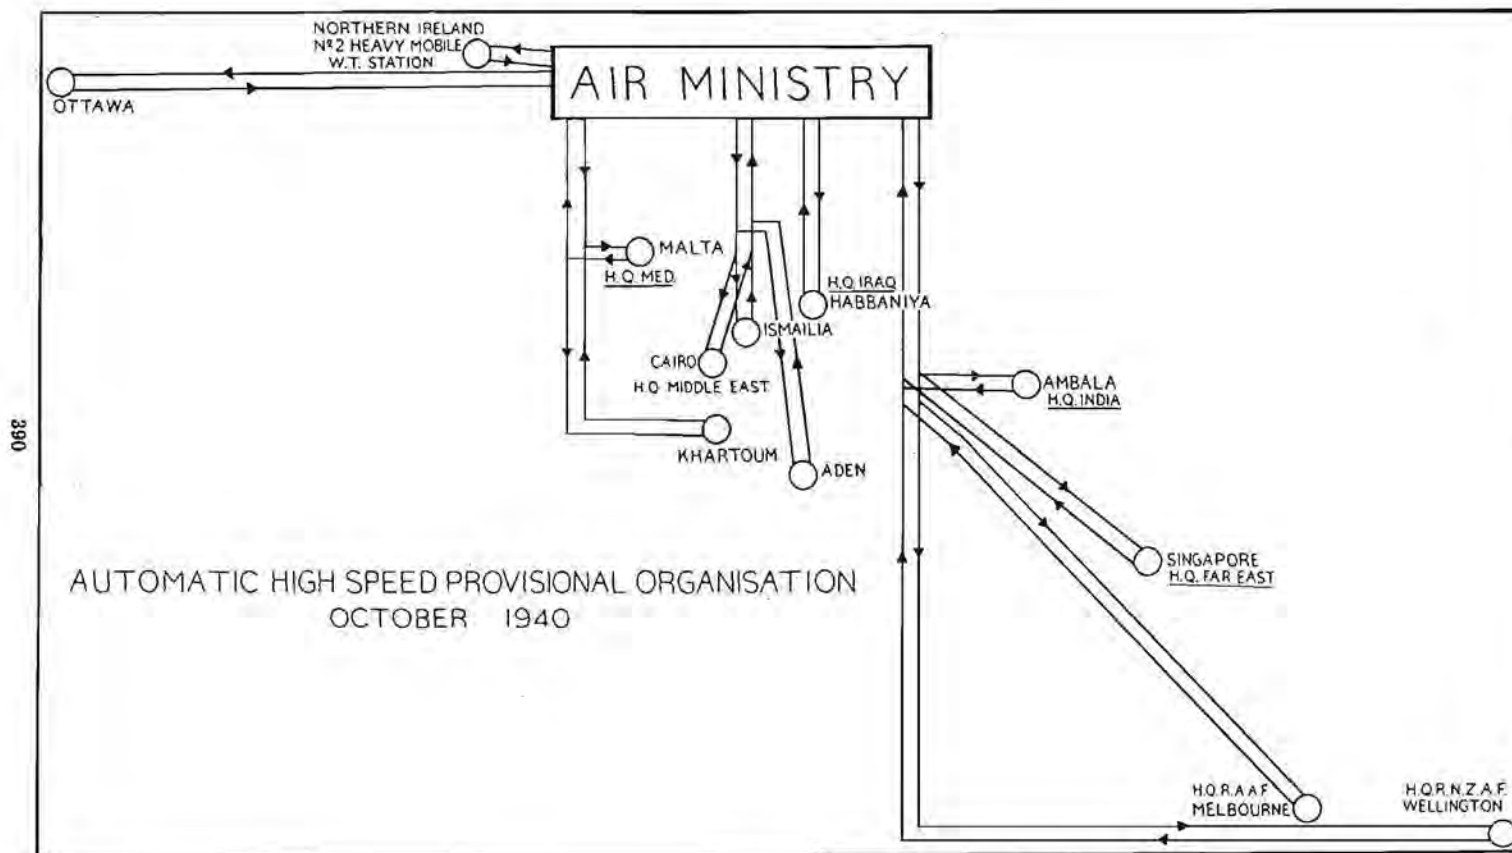 NORTHERN IRELAND
Nº2 HEAVY MOBILE
W.T. STATION
OTTAWA
AIR MINISTRY
MALTA
H.Q. MED.
H.Q. IRAQ
HABBANIYA
ISMAILIA
CAIRO
H.Q. MIDDLE EAST
AMBALA
H.Q. INDIA
KHARTOUM
ADEN
390
SINGAPORE
H.Q. FAR EAST
AUTOMATIC HIGH SPEED PROVISIONAL ORGANISATION
OCTOBER 1940
H.Q.R.A.A.F.
MELBOURNE
H.Q.R.N.Z.A.F.
WELLINGTON